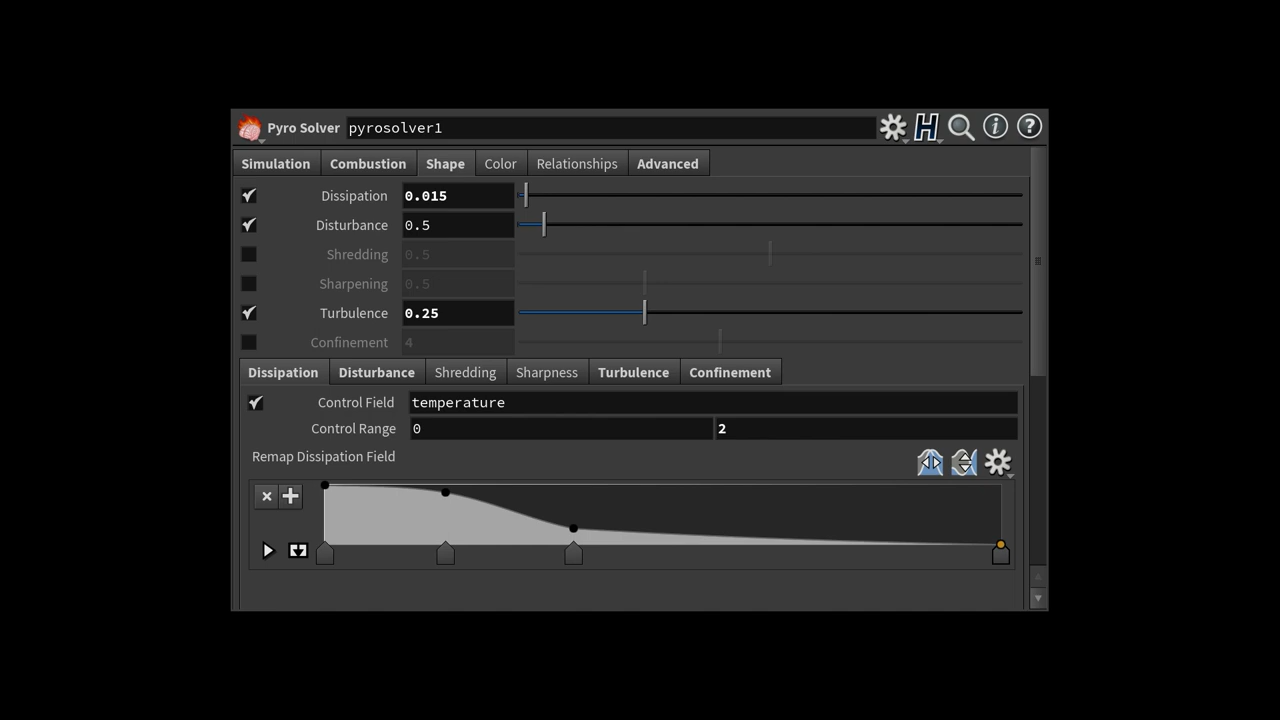 Pyro Solver pyrosolver1
Simulation Combustion Shape Color Relationships Advanced
Dissipation 0.015
Disturbance 0.5
Shredding 0.5
Sharpening 0.5
Turbulence 0.25
Confinement 4
Dissipation Disturbance Shredding Sharpness Turbulence Confinement
Control Field temperature
Control Range 0 2
Remap Dissipation Field